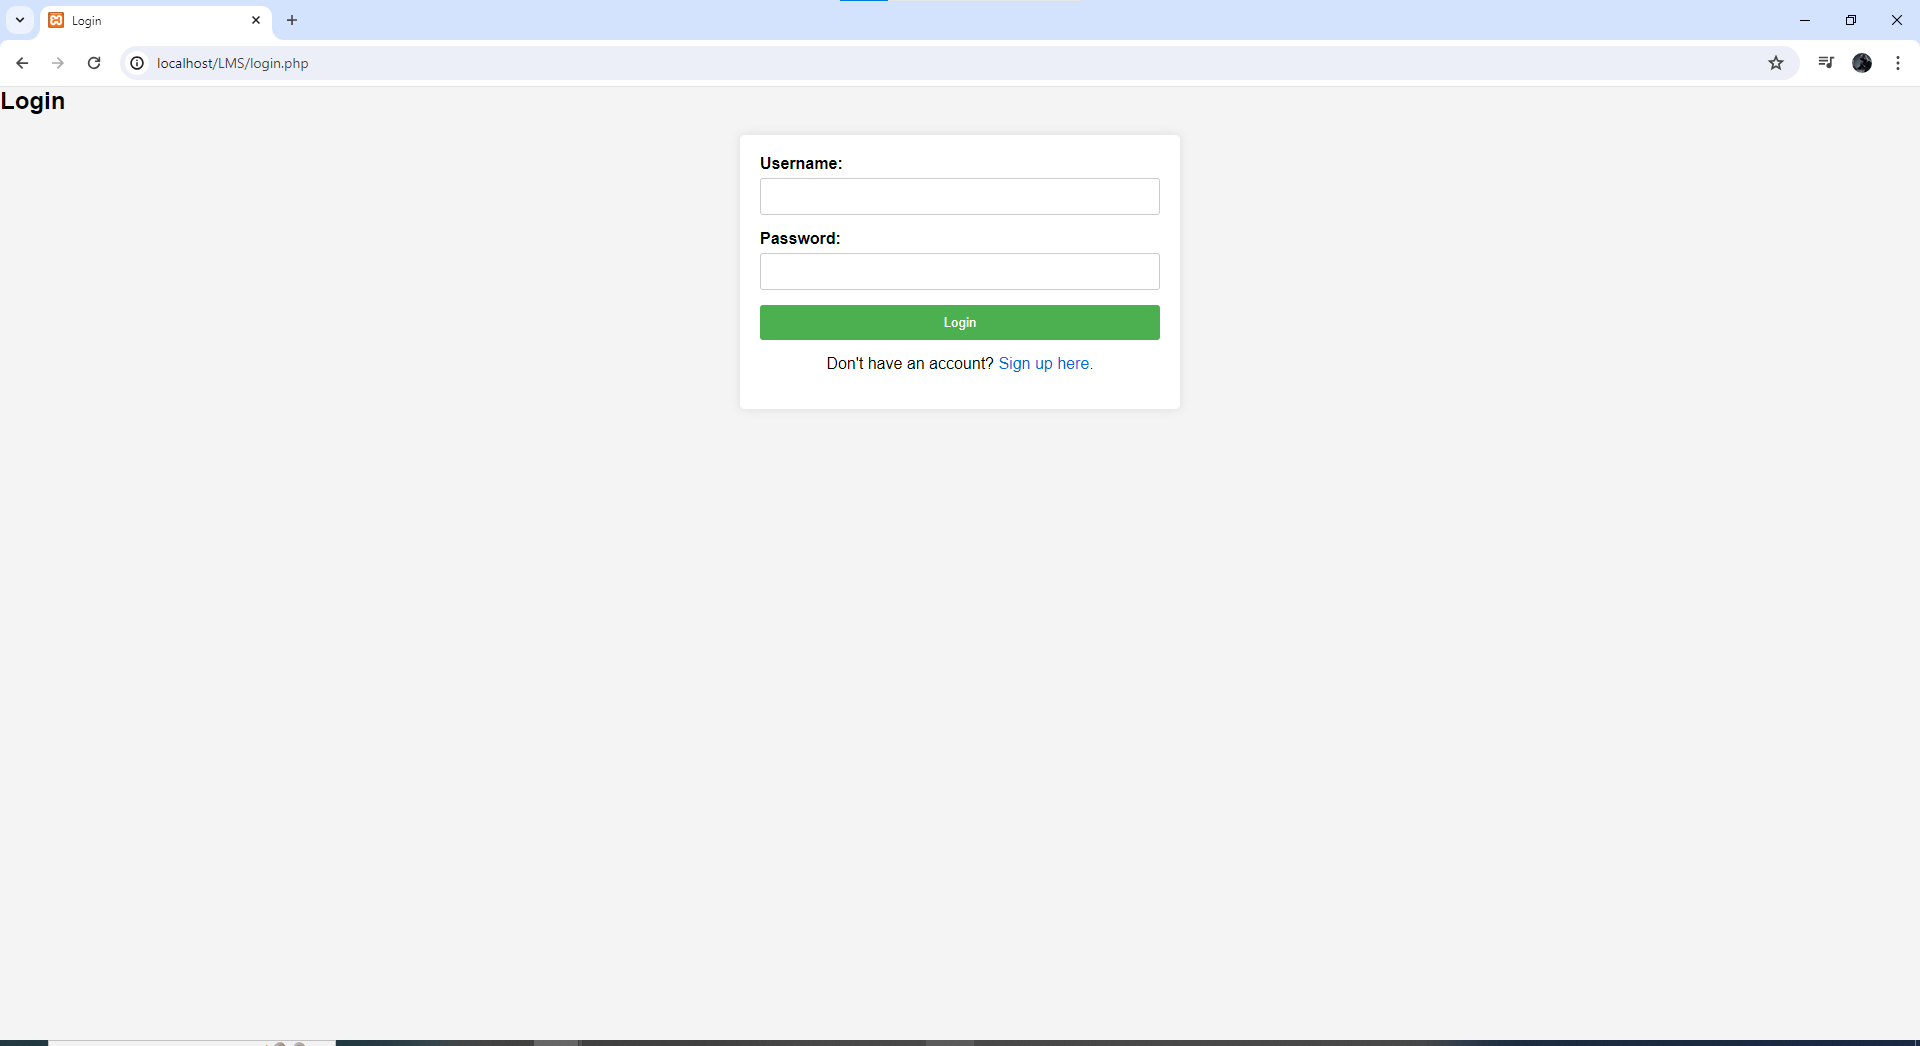 Login
localhost/LMS/login.php
Login
Username:
Password:
Login
Don't have an account? Sign up here.